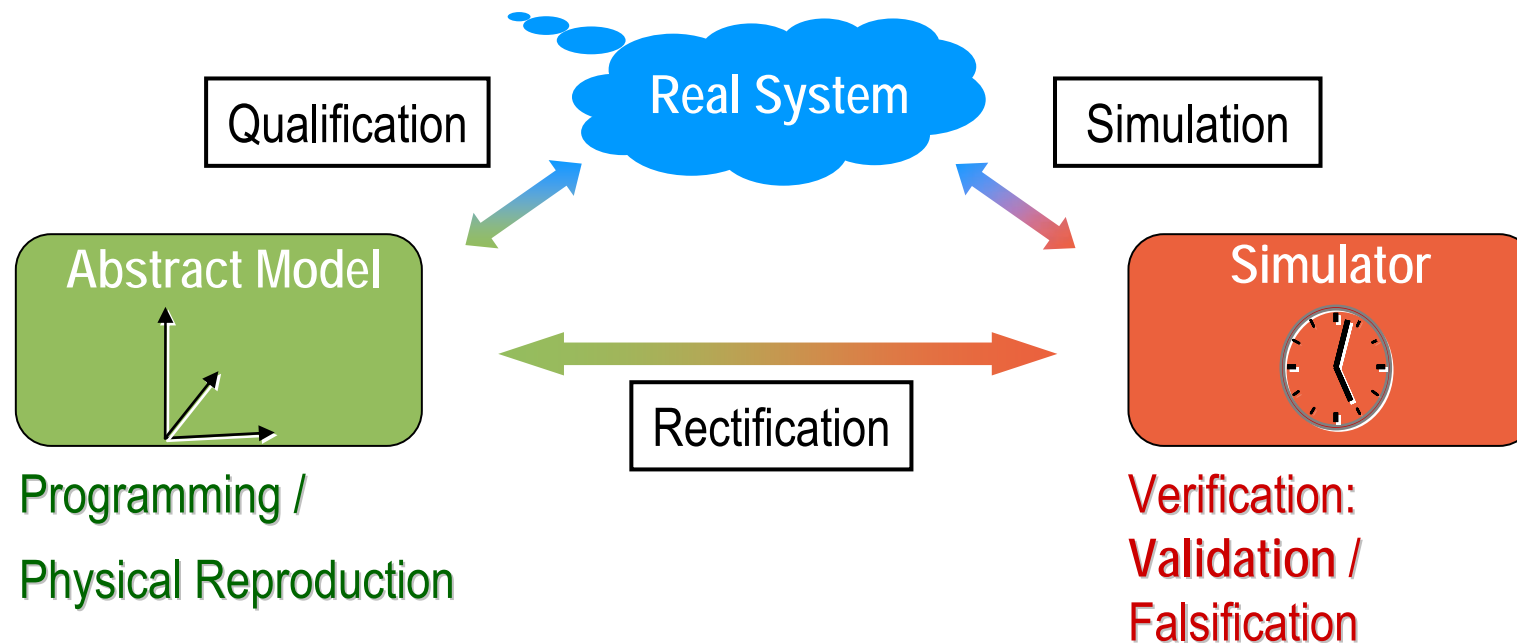 Real System
Qualification
Simulation
Abstract Model
Simulator
Rectification
Programming /
Physical Reproduction
Verification:
Validation /
Falsification